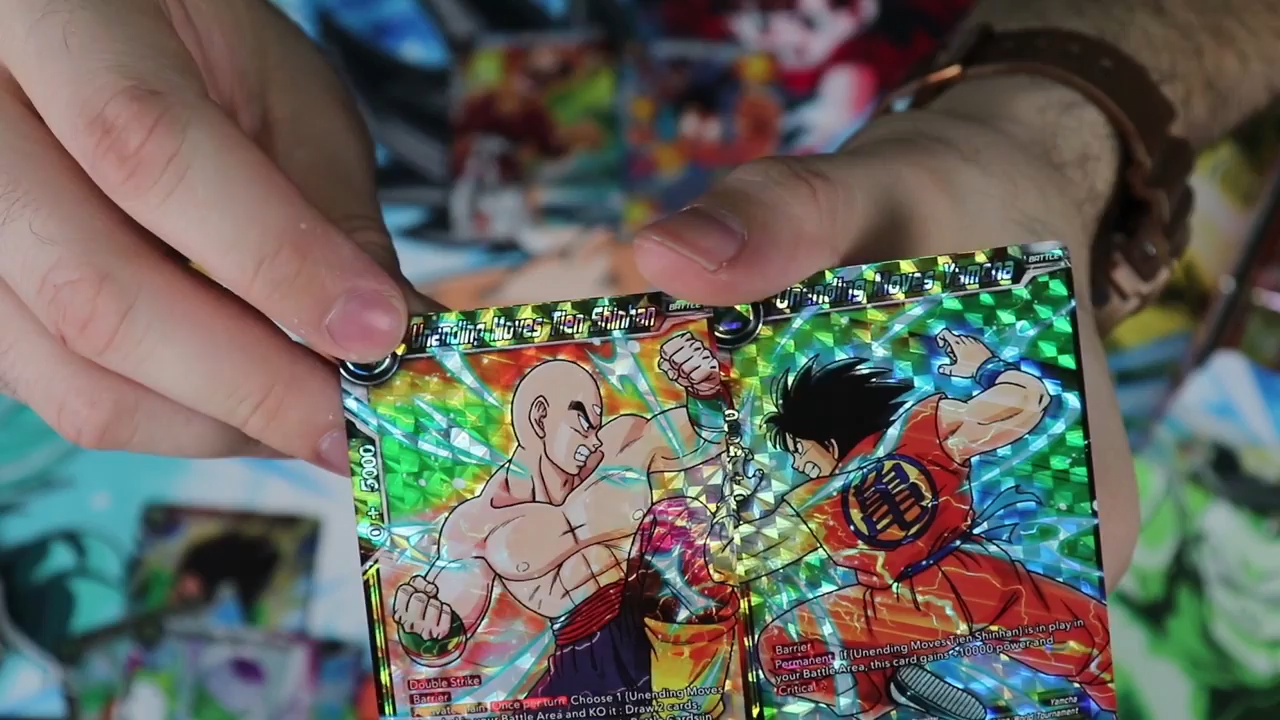 Unending Moves Tien Shinhan
BATTLE
5000
Double Strike
Barrier
Once per turn Choose 1 (Unending Moves
your Battle Area and KO it : Draw 2 cards,
Unending Moves Yamcha
BATTLE
Barrier
Permanent If {Unending Moves Tien Shinhan} is in play in
your Battle Area, this card gains +10000 power and
Critical
Yamcha
World Tournament